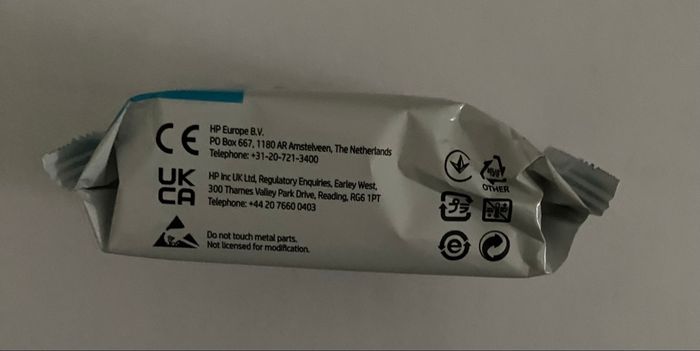 CE
HP Europe B.V.
PO Box 667, 1180 AR Amstelveen, The Netherlands
Telephone: +31-20-721-3400
UK
CA
HP Inc UK Ltd, Regulatory Enquiries, Earley West,
300 Thames Valley Park Drive, Reading, RG6 1PT
Telephone: +44 20 7660 0403
Do not touch metal parts.
Not licensed for modification.
OTHER
プラ
e